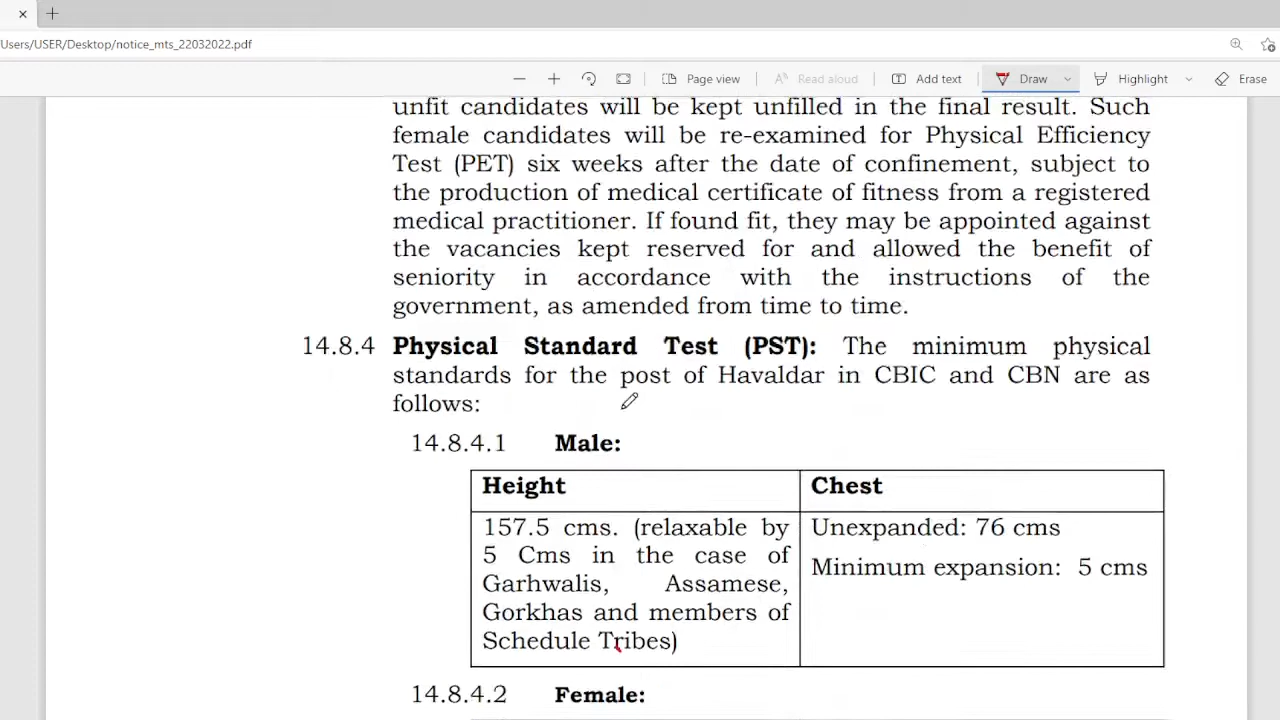 Users/USER/Desktop/notice_mts_22032022.pdf
Page view
Read aloud
Add text
Draw
Highlight
Erase
unfit candidates will be kept unfilled in the final result. Such
female candidates will be re-examined for Physical Efficiency
Test (PET) six weeks after the date of confinement, subject to
the production of medical certificate of fitness from a registered
medical practitioner. If found fit, they may be appointed against
the vacancies kept reserved for and allowed the benefit of
seniority in accordance with the instructions of the
government, as amended from time to time.
14.8.4 Physical Standard Test (PST): The minimum physical
standards for the post of Havaldar in CBIC and CBN are as
follows:
14.8.4.1 Male:
Height
Chest
157.5 cms. (relaxable by
5 Cms in the case of
Garhwalis, Assamese,
Gorkhas and members of
Schedule Tribes)
Unexpanded: 76 cms
Minimum expansion: 5 cms
14.8.4.2 Female: